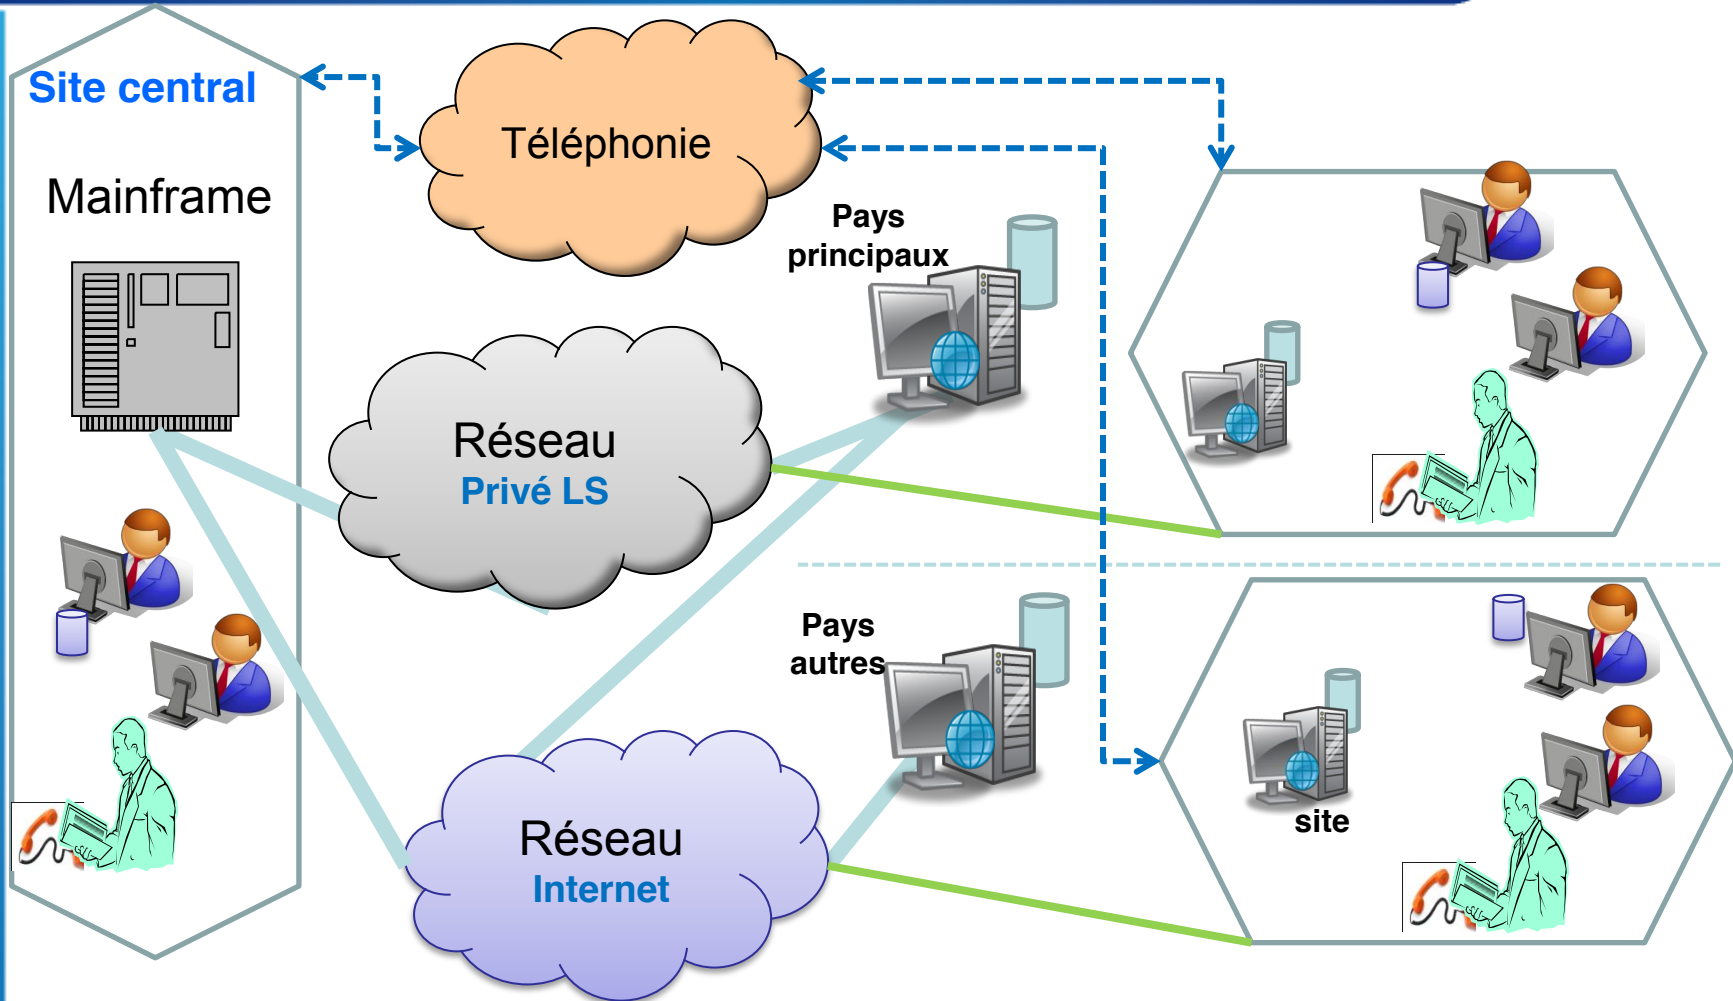 Site central
Mainframe
Téléphonie
Pays
principaux
Réseau
Privé LS
Pays
autres
Réseau
Internet
site